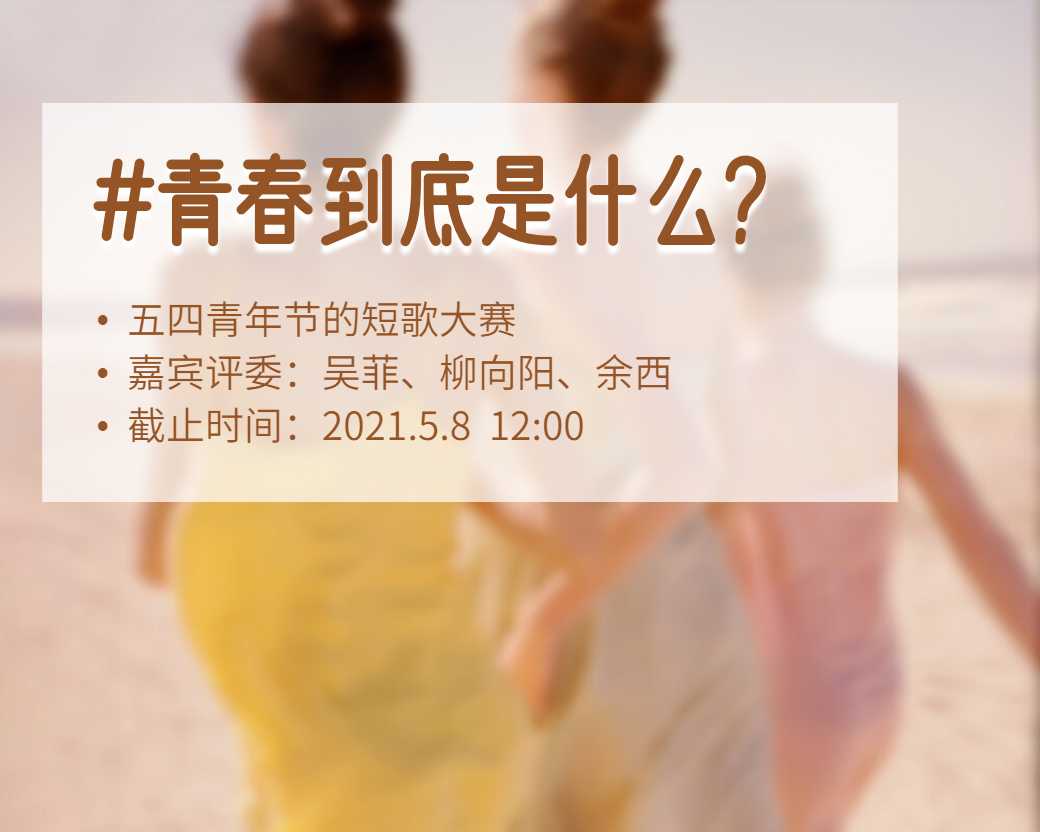 #青春到底是什么?
• 五四青年节的短歌大赛
• 嘉宾评委：吴菲、柳向阳、余西
• 截止时间：2021.5.8 12:00